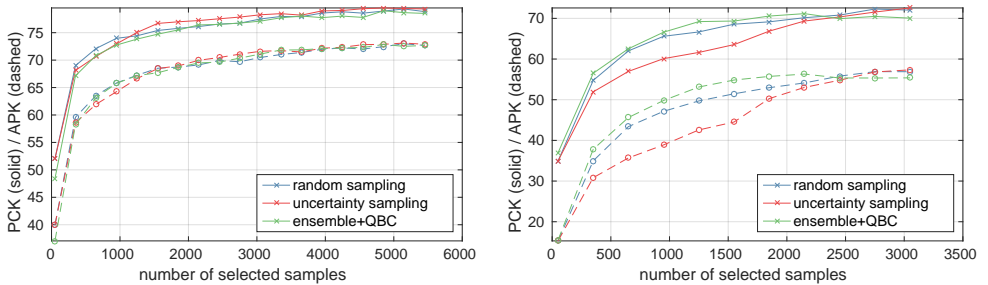 PCK (solid) / APK (dashed)
75
70
65
60
55
50
45
40
0
1000
2000
3000
4000
5000
6000
number of selected samples
random sampling
uncertainty sampling
ensemble+QBC
PCK (solid) / APK (dashed)
70
60
50
40
30
20
0
500
1000
1500
2000
2500
3000
3500
number of selected samples
random sampling
uncertainty sampling
ensemble+QBC